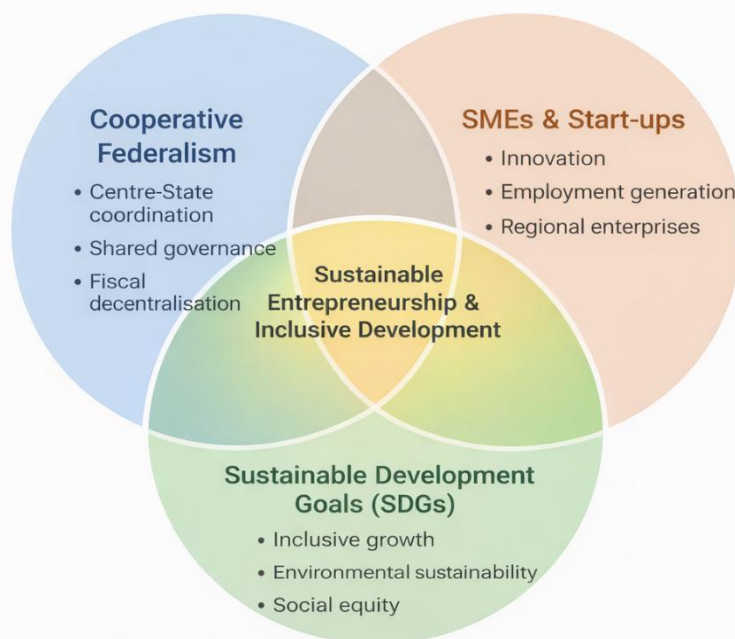 Cooperative
Federalism
• Centre-State
coordination
• Shared governance
• Fiscal
decentralisation
SMEs & Start-ups
• Innovation
• Employment generation
• Regional enterprises
Sustainable
Entrepreneurship &
Inclusive Development
Sustainable Development
Goals (SDGs)
• Inclusive growth
• Environmental sustainability
• Social equity